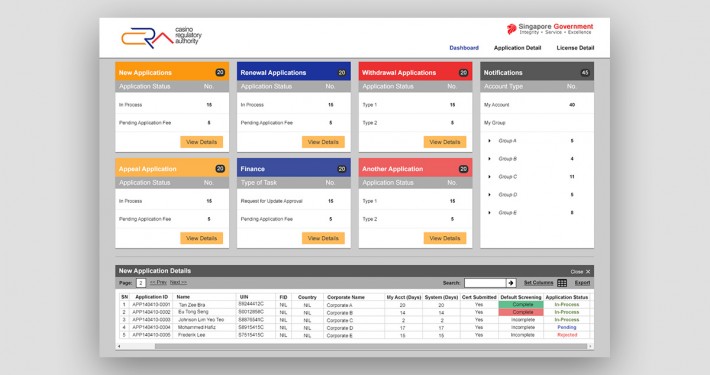 casino
regulatory
authority
Singapore Government
Integrity • Service • Excellence
Dashboard Application Detail License Detail
New Applications 20
Application Status No.
In Process 15
Pending Application Fee 5
View Details
Renewal Applications 20
Application Status No.
In Process 15
Pending Application Fee 5
View Details
Withdrawal Applications 20
Application Status No.
Type 1 15
Type 2 5
View Details
Notifications 45
Account Type No.
My Account 40
My Group
Group A 5
Group B 4
Group C 11
Group D
Group E
Appeal Application 20
Application Status No.
In Process 15
Pending Application Fee 5
View Details
Finance 20
Type of Task No.
Request for Update Approval 15
Pending Application Fee 5
View Details
Another Application 20
Application Status No.
Type 1 15
Type 2 5
View Details
New Application Details Close X
Page: << Prev Next >> Search: Set Columns Export
SN Application ID Name UIN FID Country Corporate Name My Acct (Days) System (Days) Cert Submitted Default Screening Application Status
1 APP140410-0001 Tan Zee Bra S9244412C NIL NIL Corporate A 20 20 Yes Complete In-Process
2 APP140410-0002 Eu Tong Seng NIL NIL Corporate B 14 14 Yes Complete In-Process
3 APP140410-0003 Johnson Lim Yeo Teo NIL NIL Corporate C 2 2 Yes Incomplete In-Process
4 APP140410-0004 Mohammed Hafiz S6915415C NIL NIL Corporate D 17 17 Yes Incomplete Pending
5 APP140410-0005 Frederik Lee S7515415C NIL NIL Corporate E 15 15 Yes Incomplete Rejected